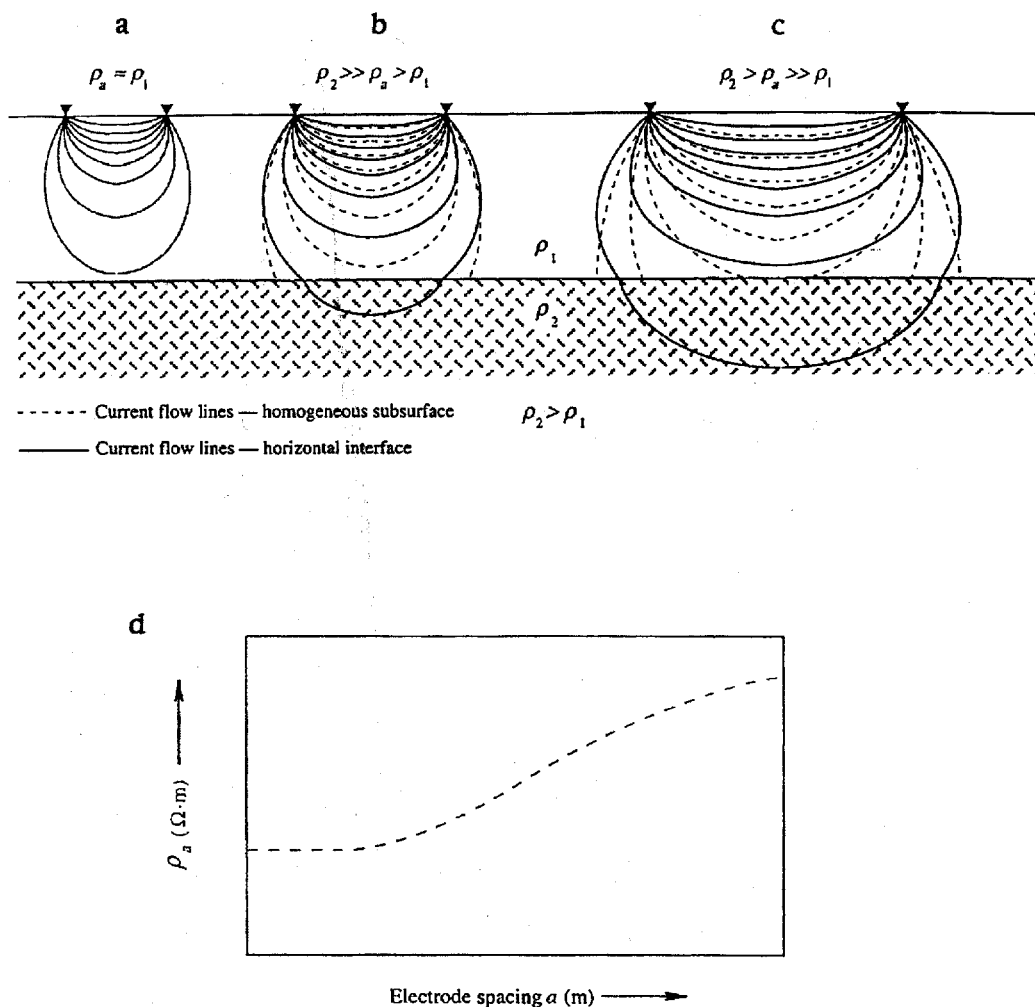 a b c
ρa = ρ1 ρ2 >> ρa > ρ1 ρ2 > ρa >> ρ1
ρ1
ρ2
------- Current flow lines — homogeneous subsurface ρ2 > ρ1
——— Current flow lines — horizontal interface
d
ρa (Ω·m)
Electrode spacing a (m)